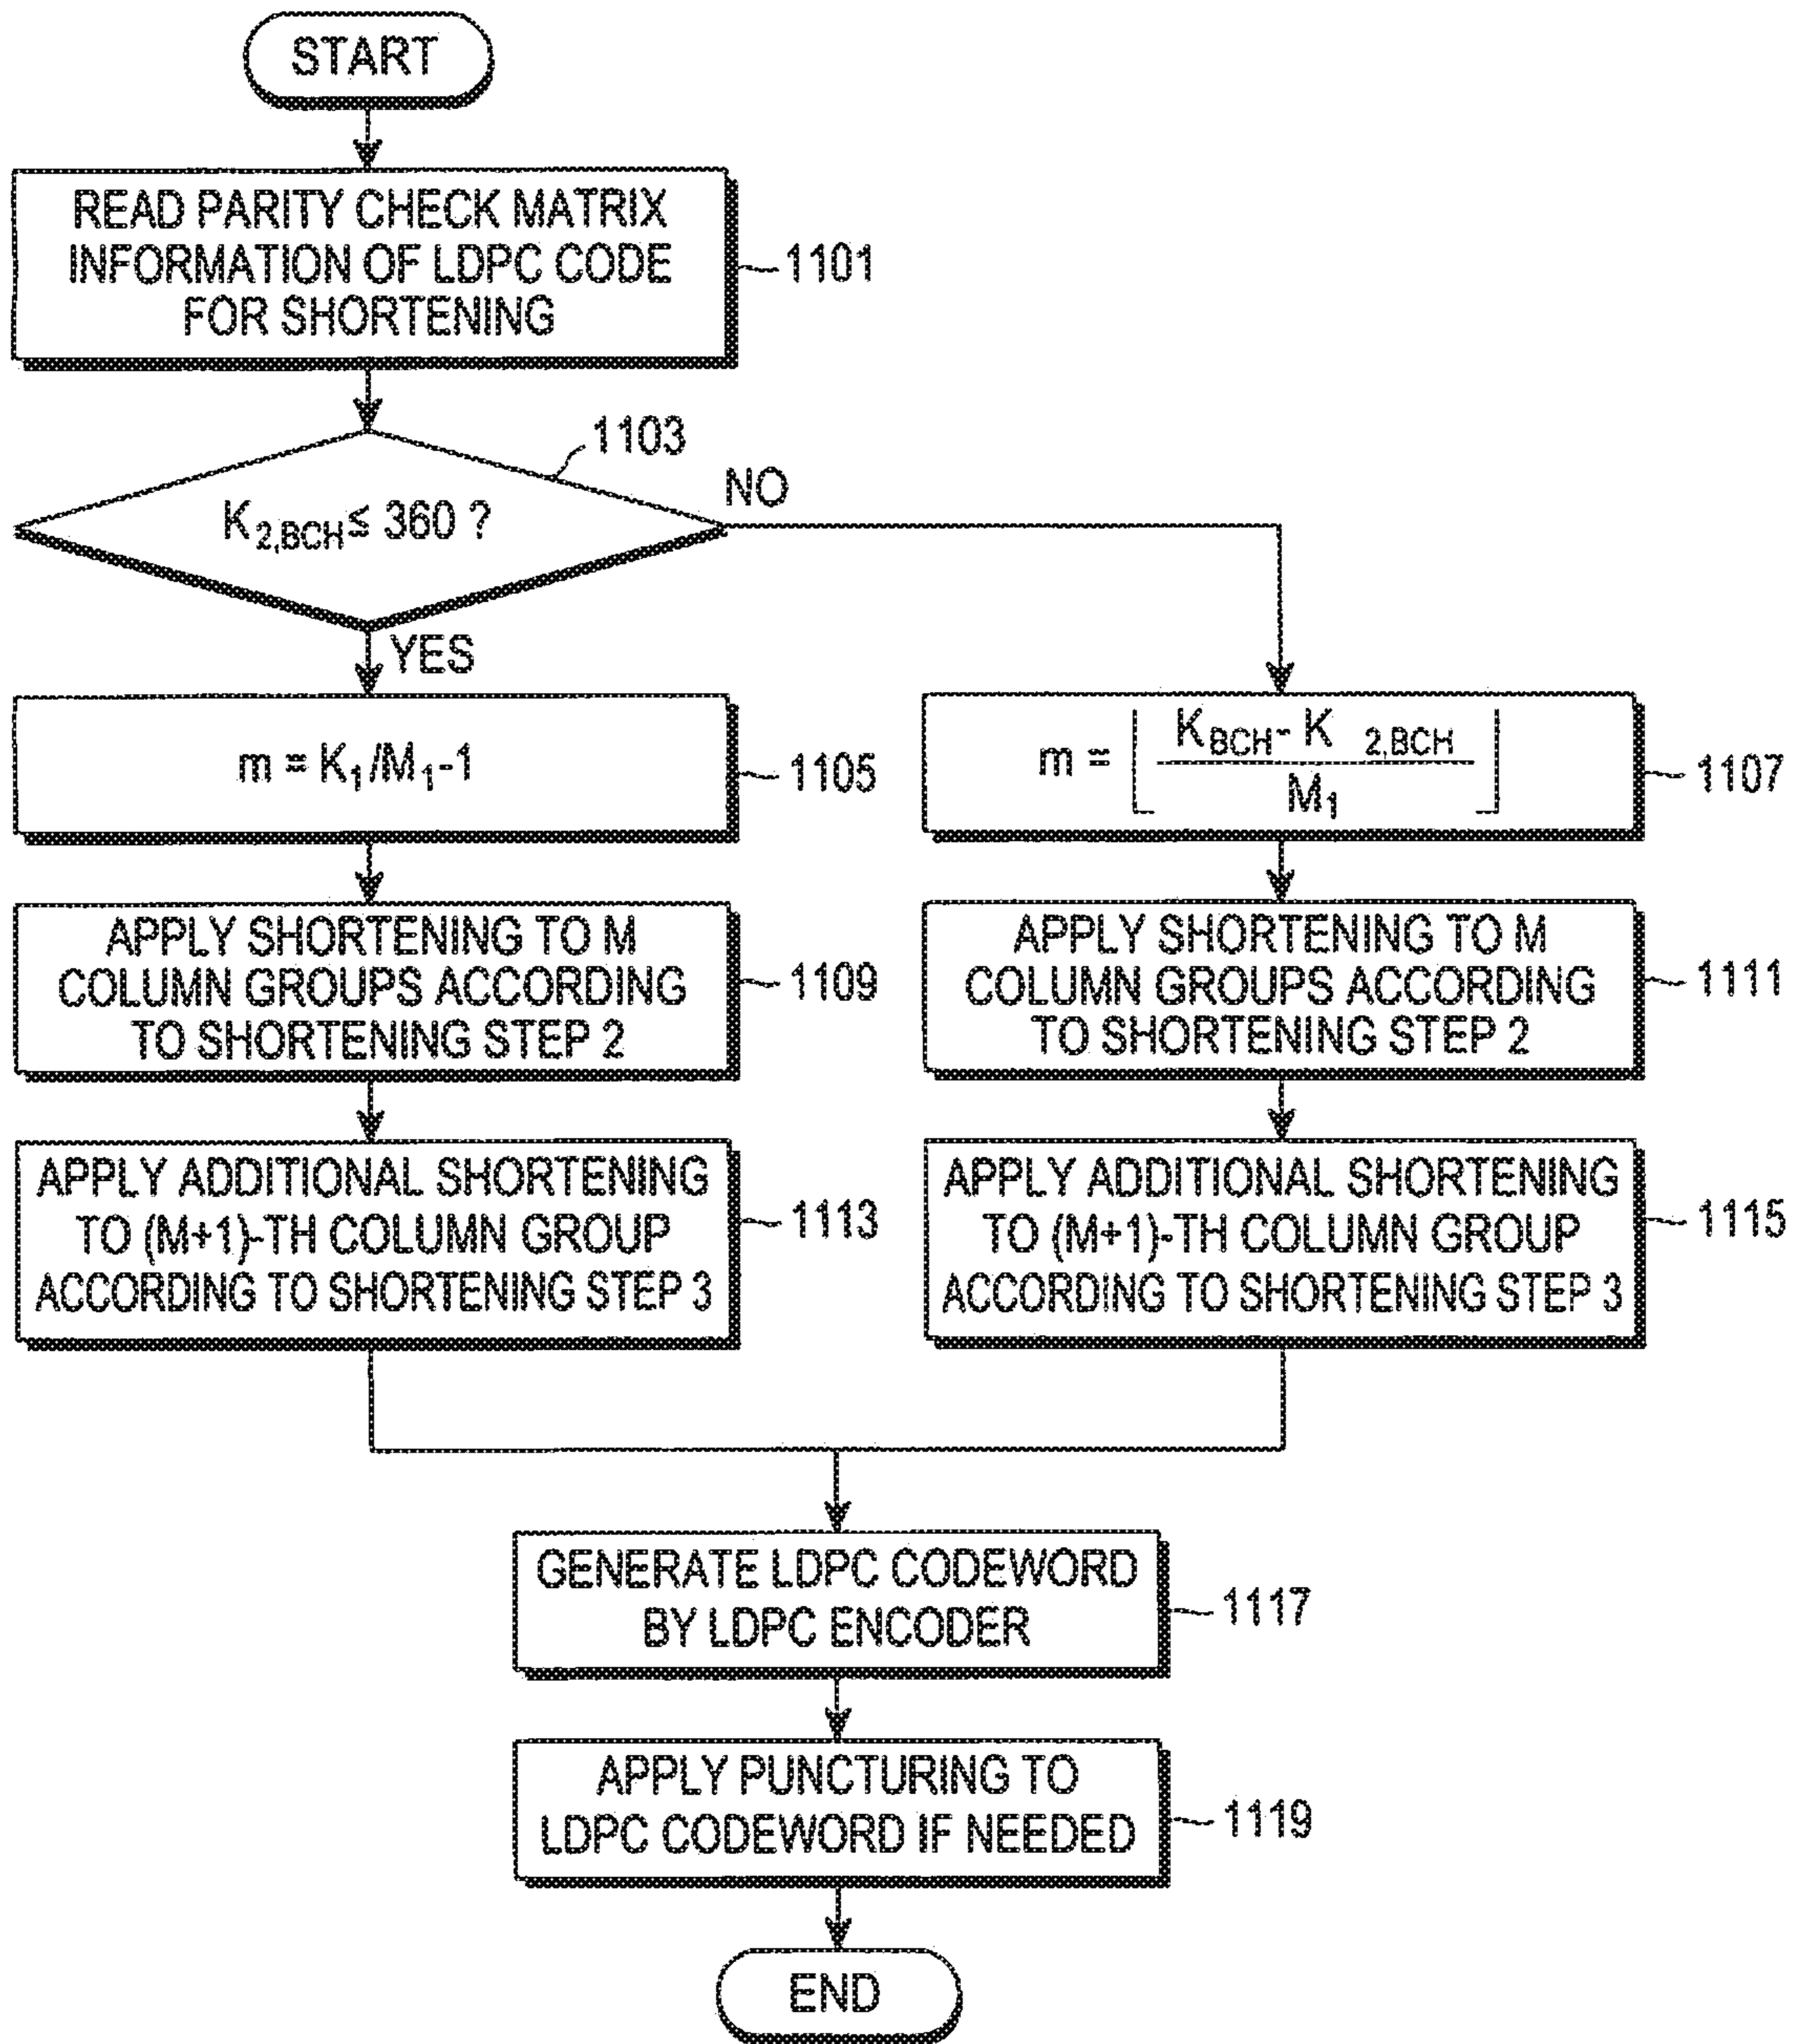 START
READ PARITY CHECK MATRIX
INFORMATION OF LDPC CODE
FOR SHORTENING
1101
1103
K2,BCH≤ 360 ?
NO
YES
m = K1/M1-1
1105
m = ⌊ (KBCH- K 2,BCH) / M1 ⌋
1107
APPLY SHORTENING TO M
COLUMN GROUPS ACCORDING
TO SHORTENING STEP 2
1109
APPLY SHORTENING TO M
COLUMN GROUPS ACCORDING
TO SHORTENING STEP 2
1111
APPLY ADDITIONAL SHORTENING
TO (M+1)-TH COLUMN GROUP
ACCORDING TO SHORTENING STEP 3
1113
APPLY ADDITIONAL SHORTENING
TO (M+1)-TH COLUMN GROUP
ACCORDING TO SHORTENING STEP 3
1115
GENERATE LDPC CODEWORD
BY LDPC ENCODER
1117
APPLY PUNCTURING TO
LDPC CODEWORD IF NEEDED
1119
END